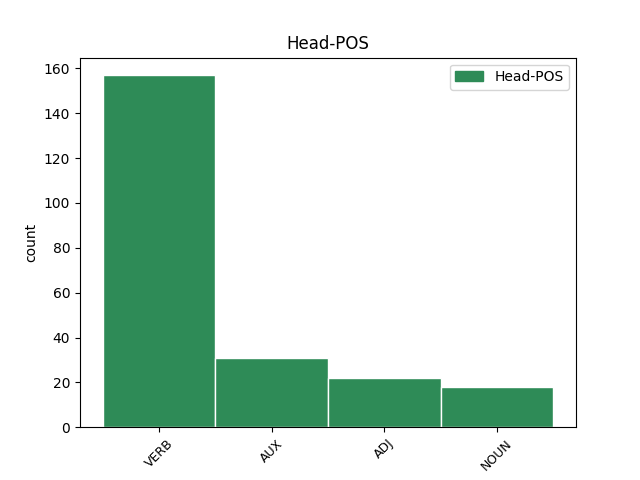 Head-POS
Head-POS
160
140
120
100
80
60
40
20
0
count
VERB
AUX
ADJ
NOUN